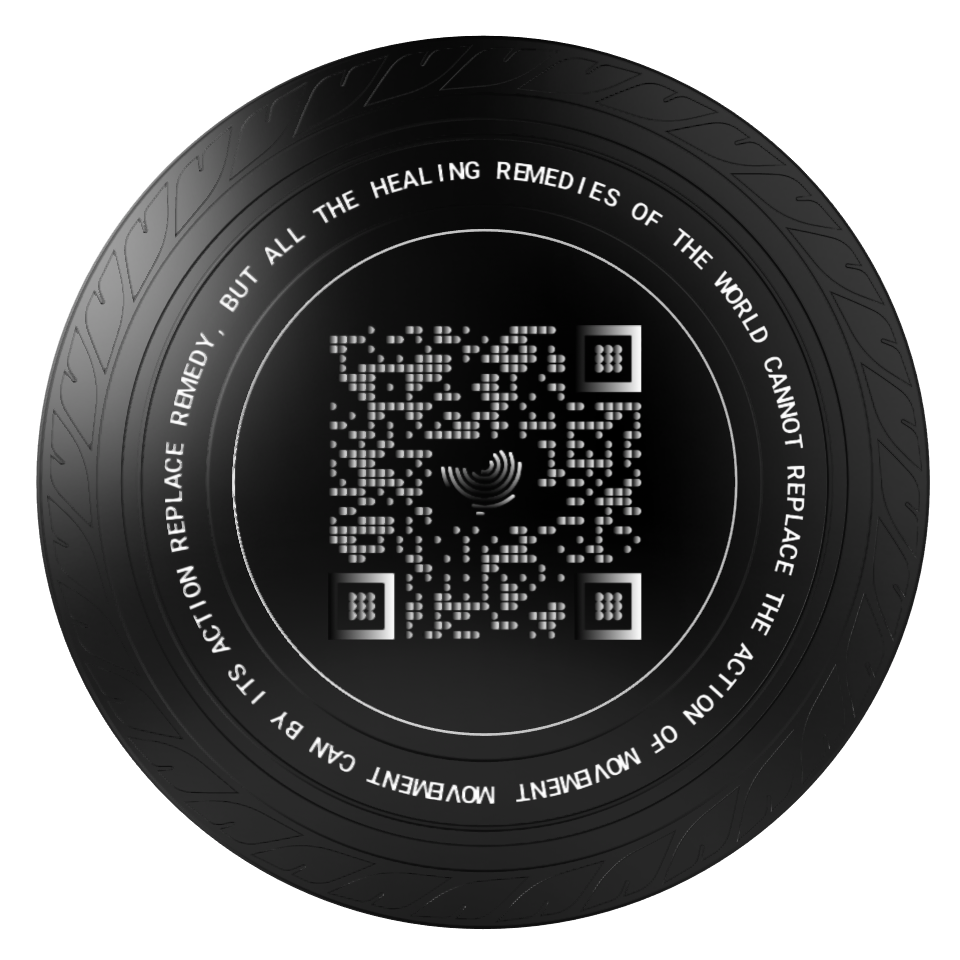 MOVEMENT CAN BY ITS ACTION REPLACE REMEDY, BUT ALL THE HEALING REMEDIES OF THE WORLD CANNOT REPLACE THE ACTION OF MOVEMENT